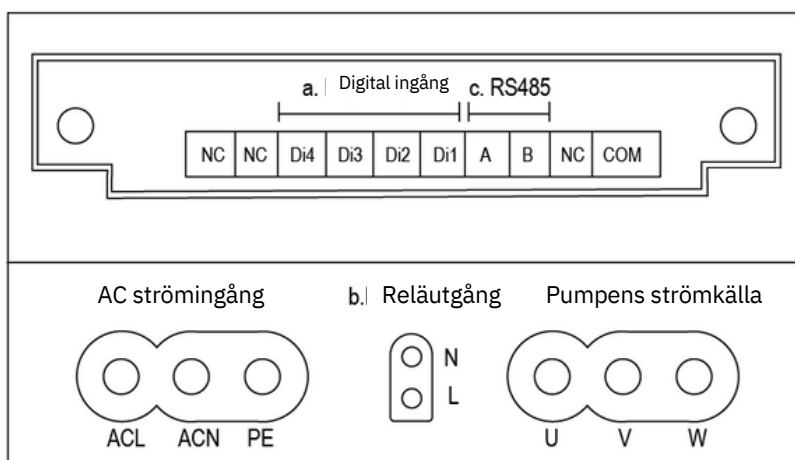 a. Digital ingång c. RS485
NC NC Di4 Di3 Di2 Di1 A B NC COM
AC strömingång b. Reläutgång Pumpens strömkälla
N
L
ACL ACN PE U V W